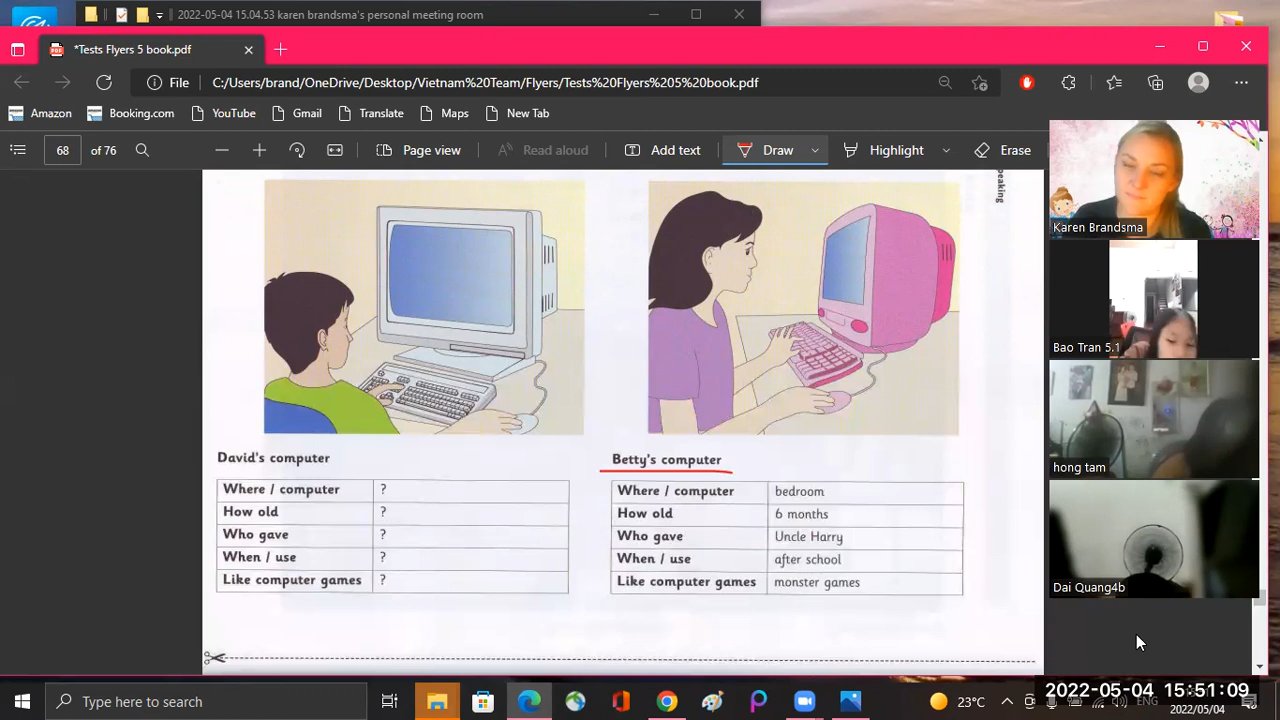 2022-05-04 15.04.53 karen brandsma's personal meeting room
*Tests Flyers 5 book.pdf
File C:/Users/brand/OneDrive/Desktop/Vietnam%20Team/Flyers/Tests%20Flyers%205%20book.pdf
Amazon Booking.com YouTube Gmail Translate Maps New Tab
68 of 76 Page view Read aloud Add text Draw Highlight Erase
Karen Brandsma
Bao Tran 5.1
hong tam
Dai Quang4b
David's computer
Where / computer ?
How old ?
Who gave ?
When / use ?
Like computer games ?
Betty's computer
Where / computer bedroom
How old 6 months
Who gave Uncle Harry
When / use after school
Like computer games monster games
Type here to search
23°C
ENG
2022-05-04 15:51:09
2022/05/04